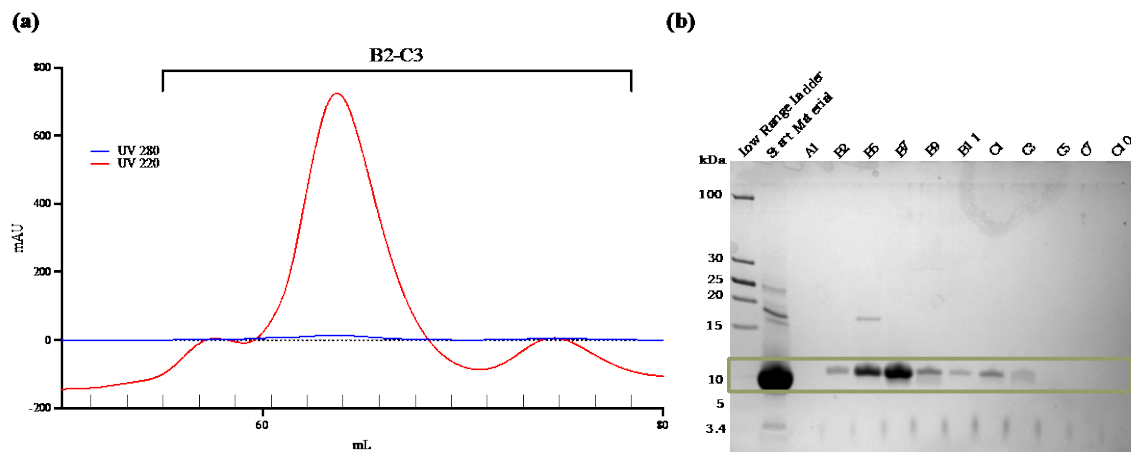 (a)
B2-C3
800
600
400
200
0
-200
mAU
UV 280
UV 220
60
80
mL
(b)
Low Range Ladder
Start Material
A1
B2
B6
B7
B9
B11
C1
C3
C5
C7
C10
kDa
100
30
25
20
15
10
5
3.4